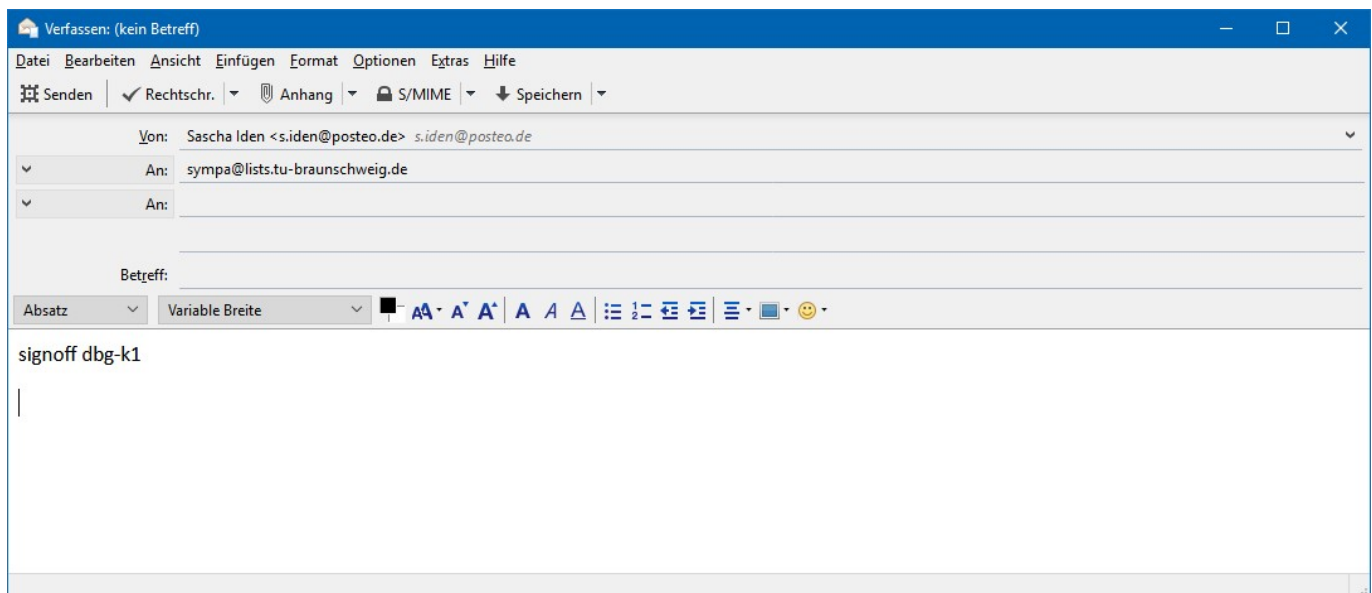 Verfassen: (kein Betreff)
Datei Bearbeiten Ansicht Einfügen Format Optionen Extras Hilfe
Senden Rechtschr. Anhang S/MIME Speichern
Von: Sascha Iden <s.iden@posteo.de> s.iden@posteo.de
An: sympa@lists.tu-braunschweig.de
An:
Betreff:
Absatz Variable Breite
signoff dbg-k1